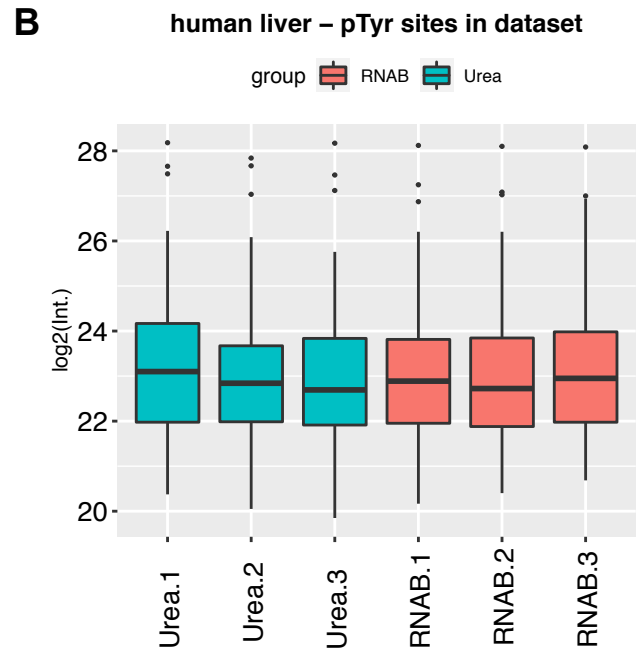 B
human liver – pTyr sites in dataset
group RNAB Urea
log2(Int.)
28
26
24
22
20
Urea.1
Urea.2
Urea.3
RNAB.1
RNAB.2
RNAB.3